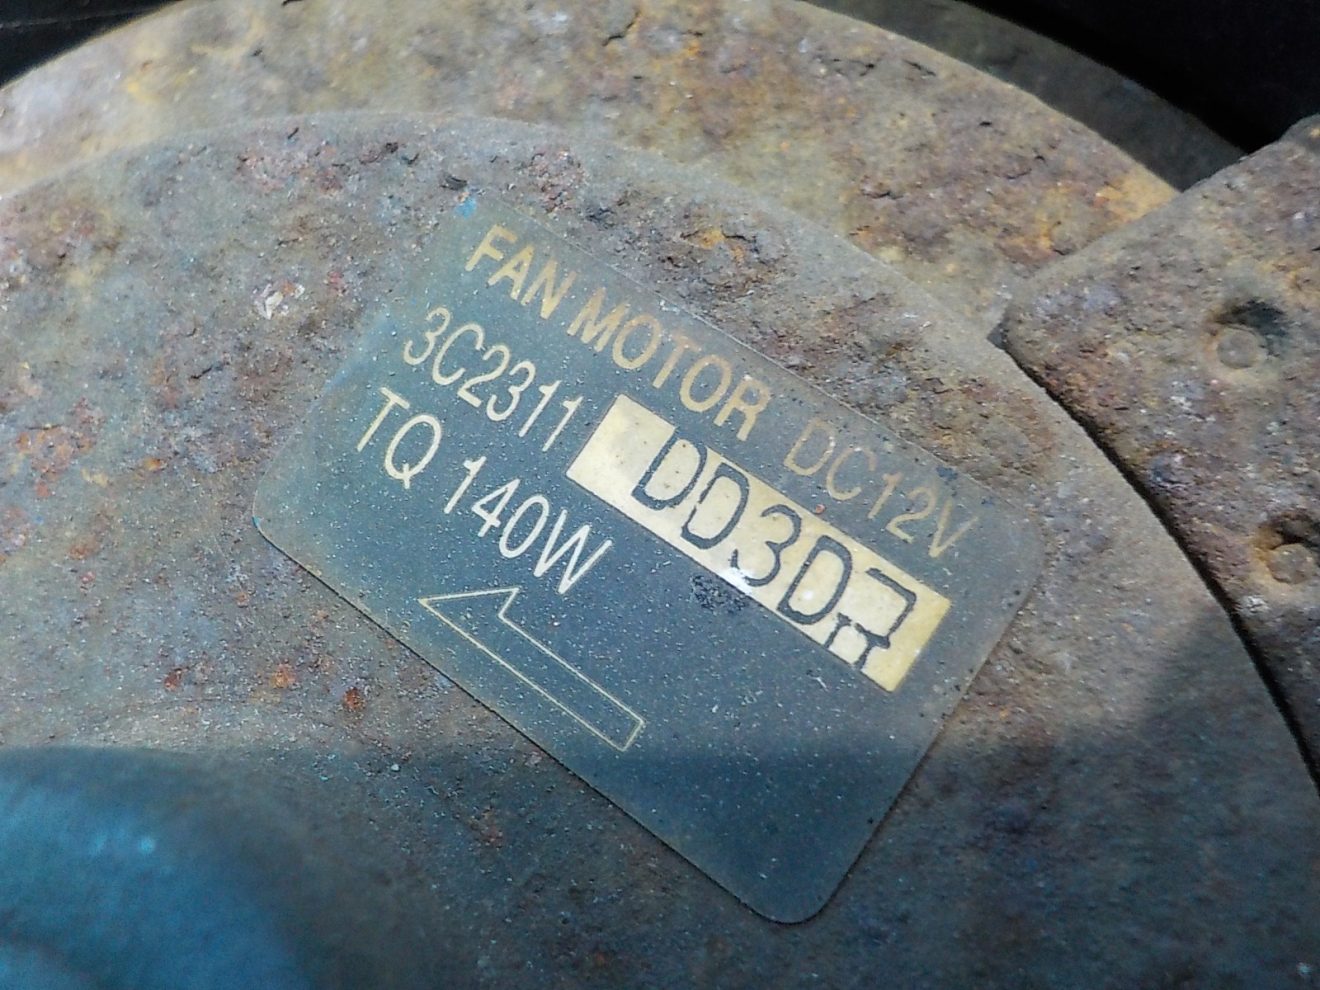 FAN MOTOR DC12V
3C2311 DD3D
TQ 140W